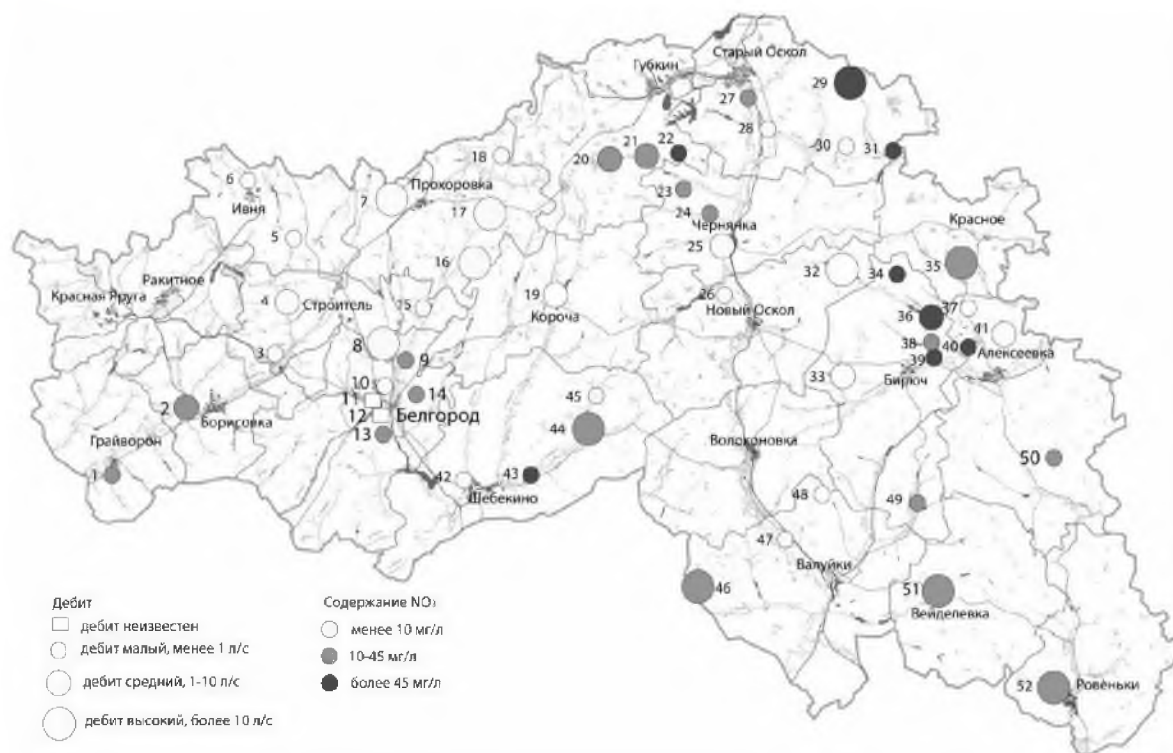 Старый Оскол
Губкин
29
27
28
22
21
20
30
31
18
6
Ивня
7
Прохоровка
23
17
24
Чернянка
Красное
5
25
16
32
34
35
Ракитное
Красная Яруга
4
Строитель
15
19
Короча
26
Новый Оскол
37
36
41
8
9
3
38
40
Алексеевка
39
Бирюч
33
10
11
14
45
2
Борисовка
12
Белгород
13
44
Грайворон
Волоконовка
1
50
42
43
Шебекино
48
49
47
Валуйки
46
51
Вейделевка
52
Ровеньки
Дебит
дебит неизвестен
дебит малый, менее 1 л/с
дебит средний, 1-10 л/с
дебит высокий, более 10 л/с
Содержание NO₃
менее 10 мг/л
10-45 мг/л
более 45 мг/л